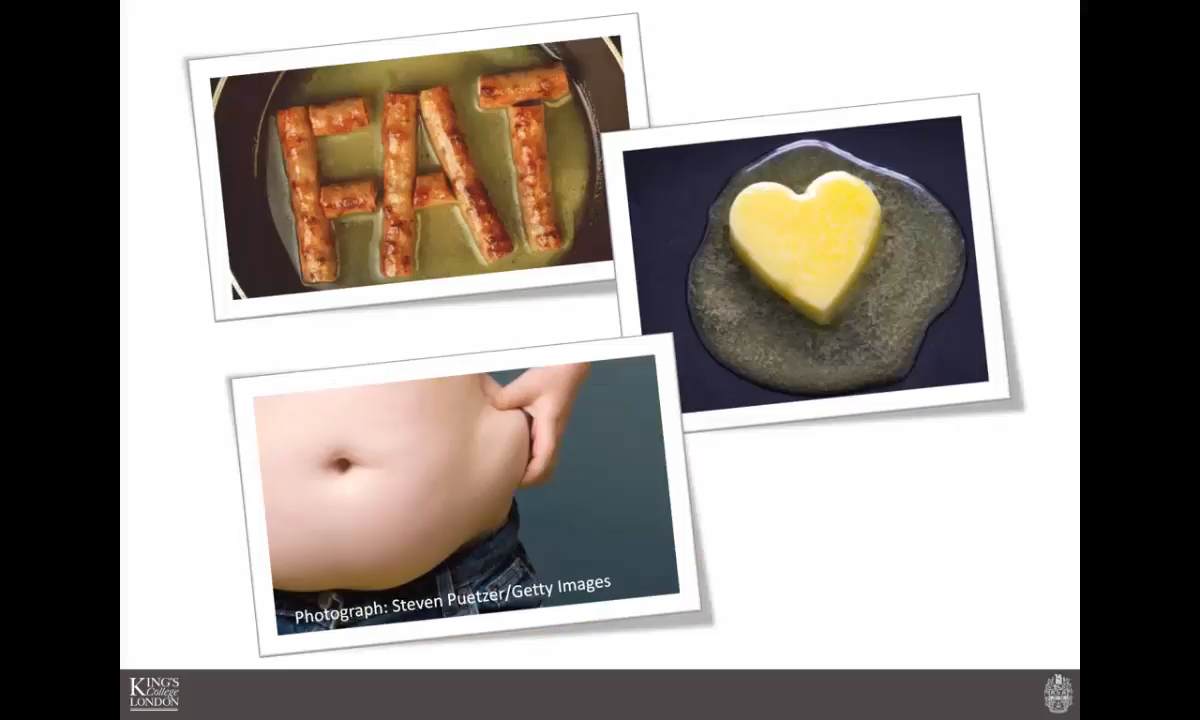 FAT
Photograph: Steven Puetzer/Getty Images
KING'S
College
LONDON